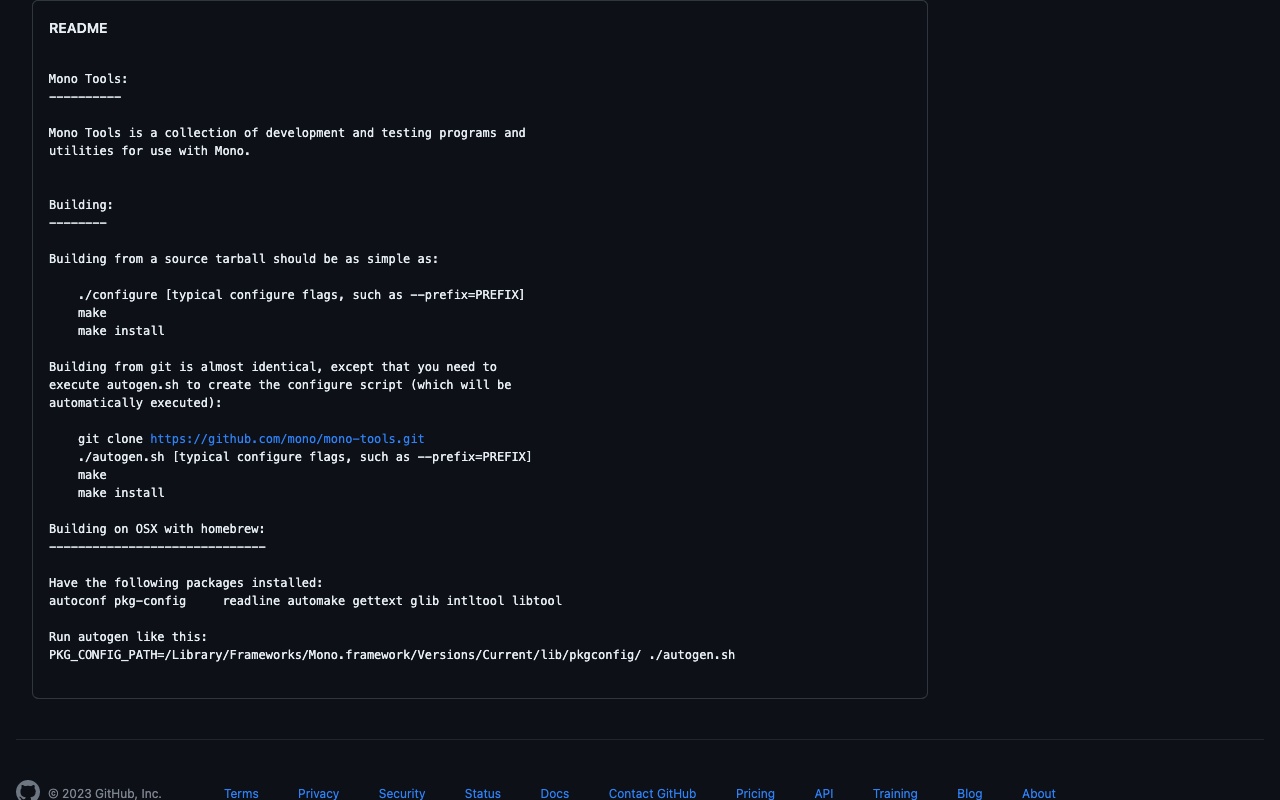 README
Mono Tools:
----------
Mono Tools is a collection of development and testing programs and
utilities for use with Mono.
Building:
--------
Building from a source tarball should be as simple as:
./configure [typical configure flags, such as --prefix=PREFIX]
make
make install
Building from git is almost identical, except that you need to
execute autogen.sh to create the configure script (which will be
automatically executed):
git clone https://github.com/mono/mono-tools.git
./autogen.sh [typical configure flags, such as --prefix=PREFIX]
make
make install
Building on OSX with homebrew:
------------------------------
Have the following packages installed:
autoconf pkg-config     readline automake gettext glib intltool libtool
Run autogen like this:
PKG_CONFIG_PATH=/Library/Frameworks/Mono.framework/Versions/Current/lib/pkgconfig/ ./autogen.sh
© 2023 GitHub, Inc. Terms Privacy Security Status Docs Contact GitHub Pricing API Training Blog About